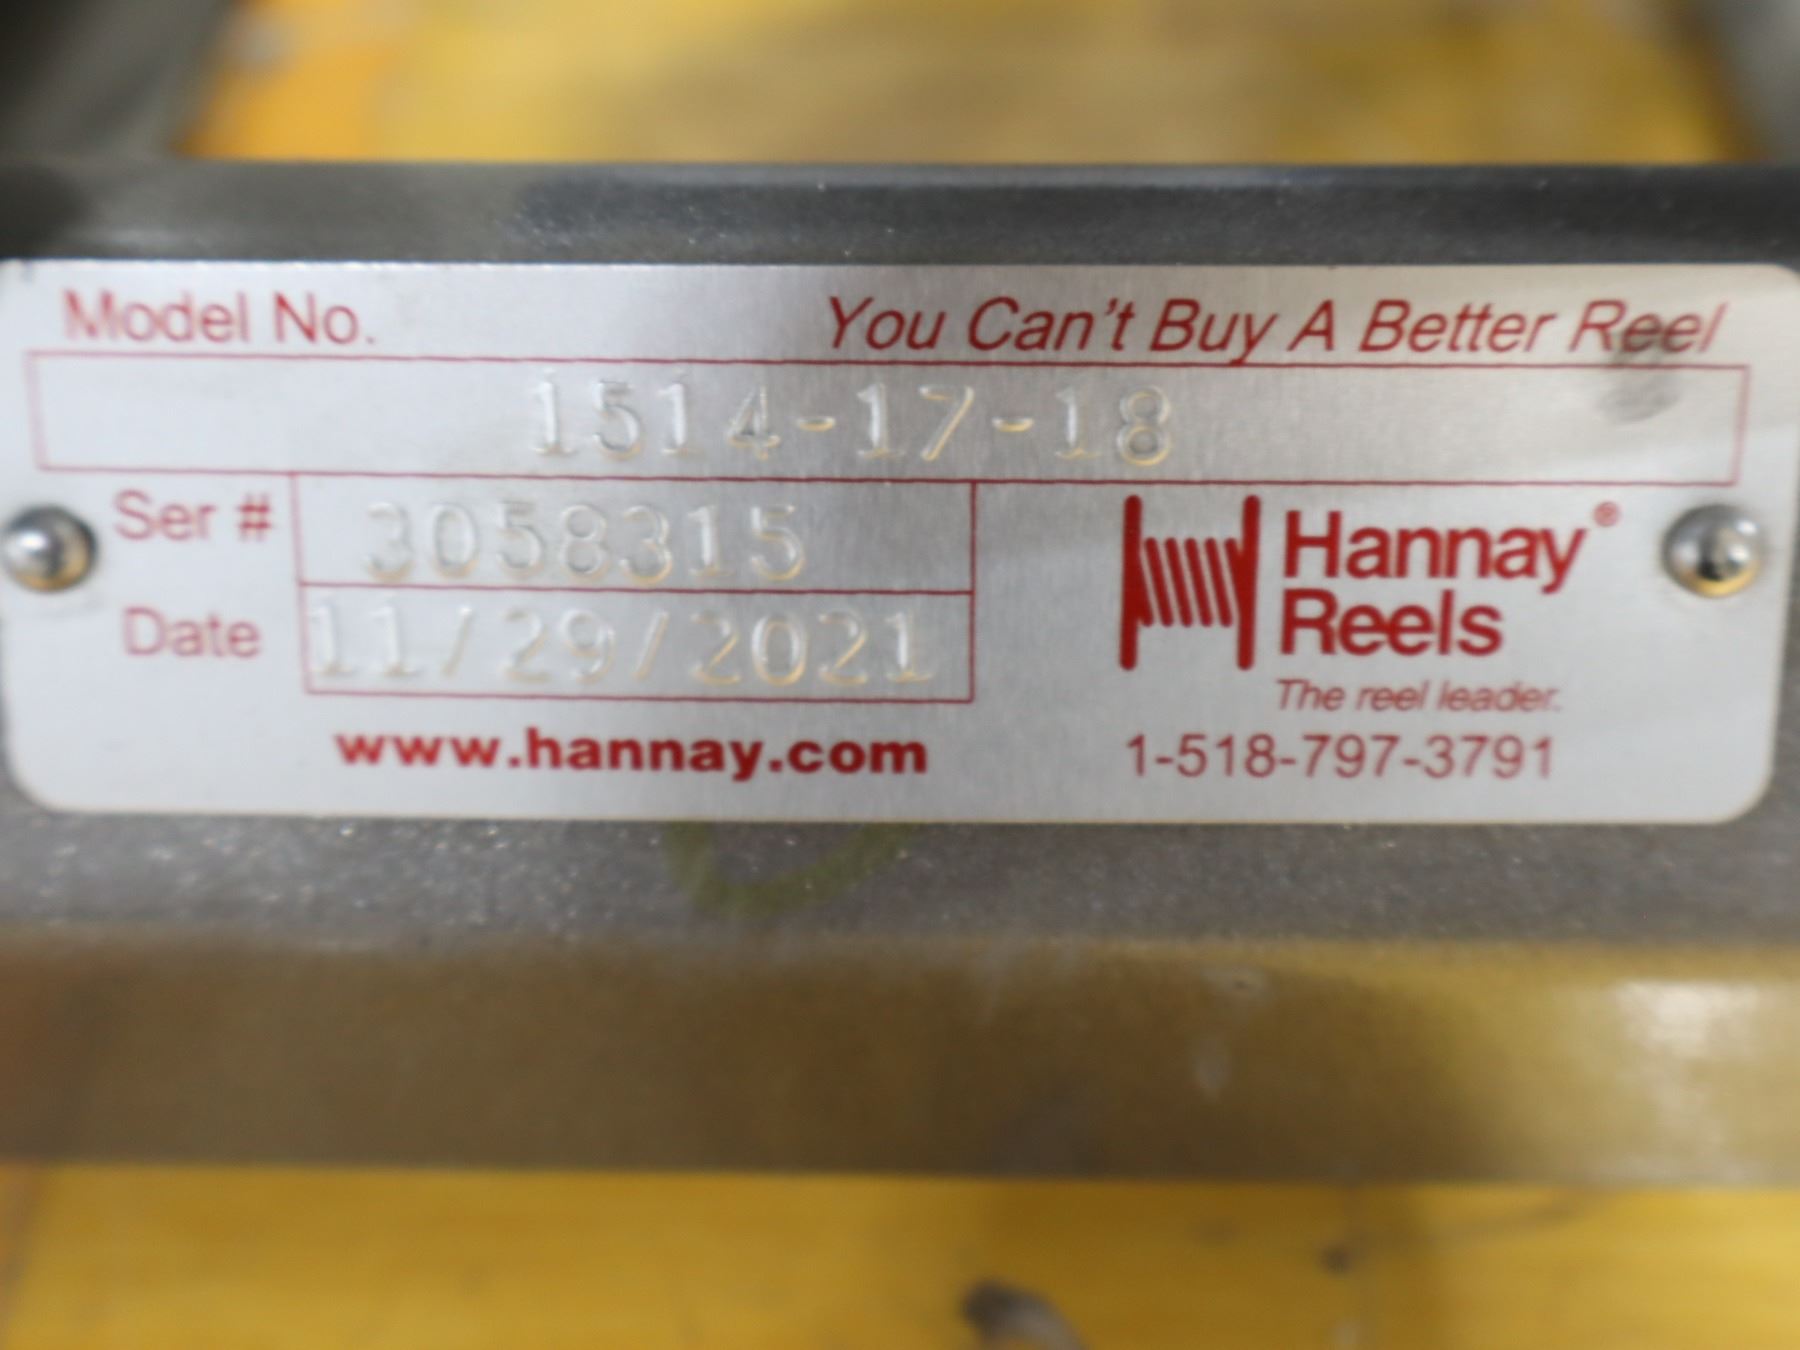 Model No. You Can't Buy A Better Reel
1514-17-18
Ser # 3058315
Date 11/29/2021
Hannay®
Reels
The reel leader.
www.hannay.com 1-518-797-3791